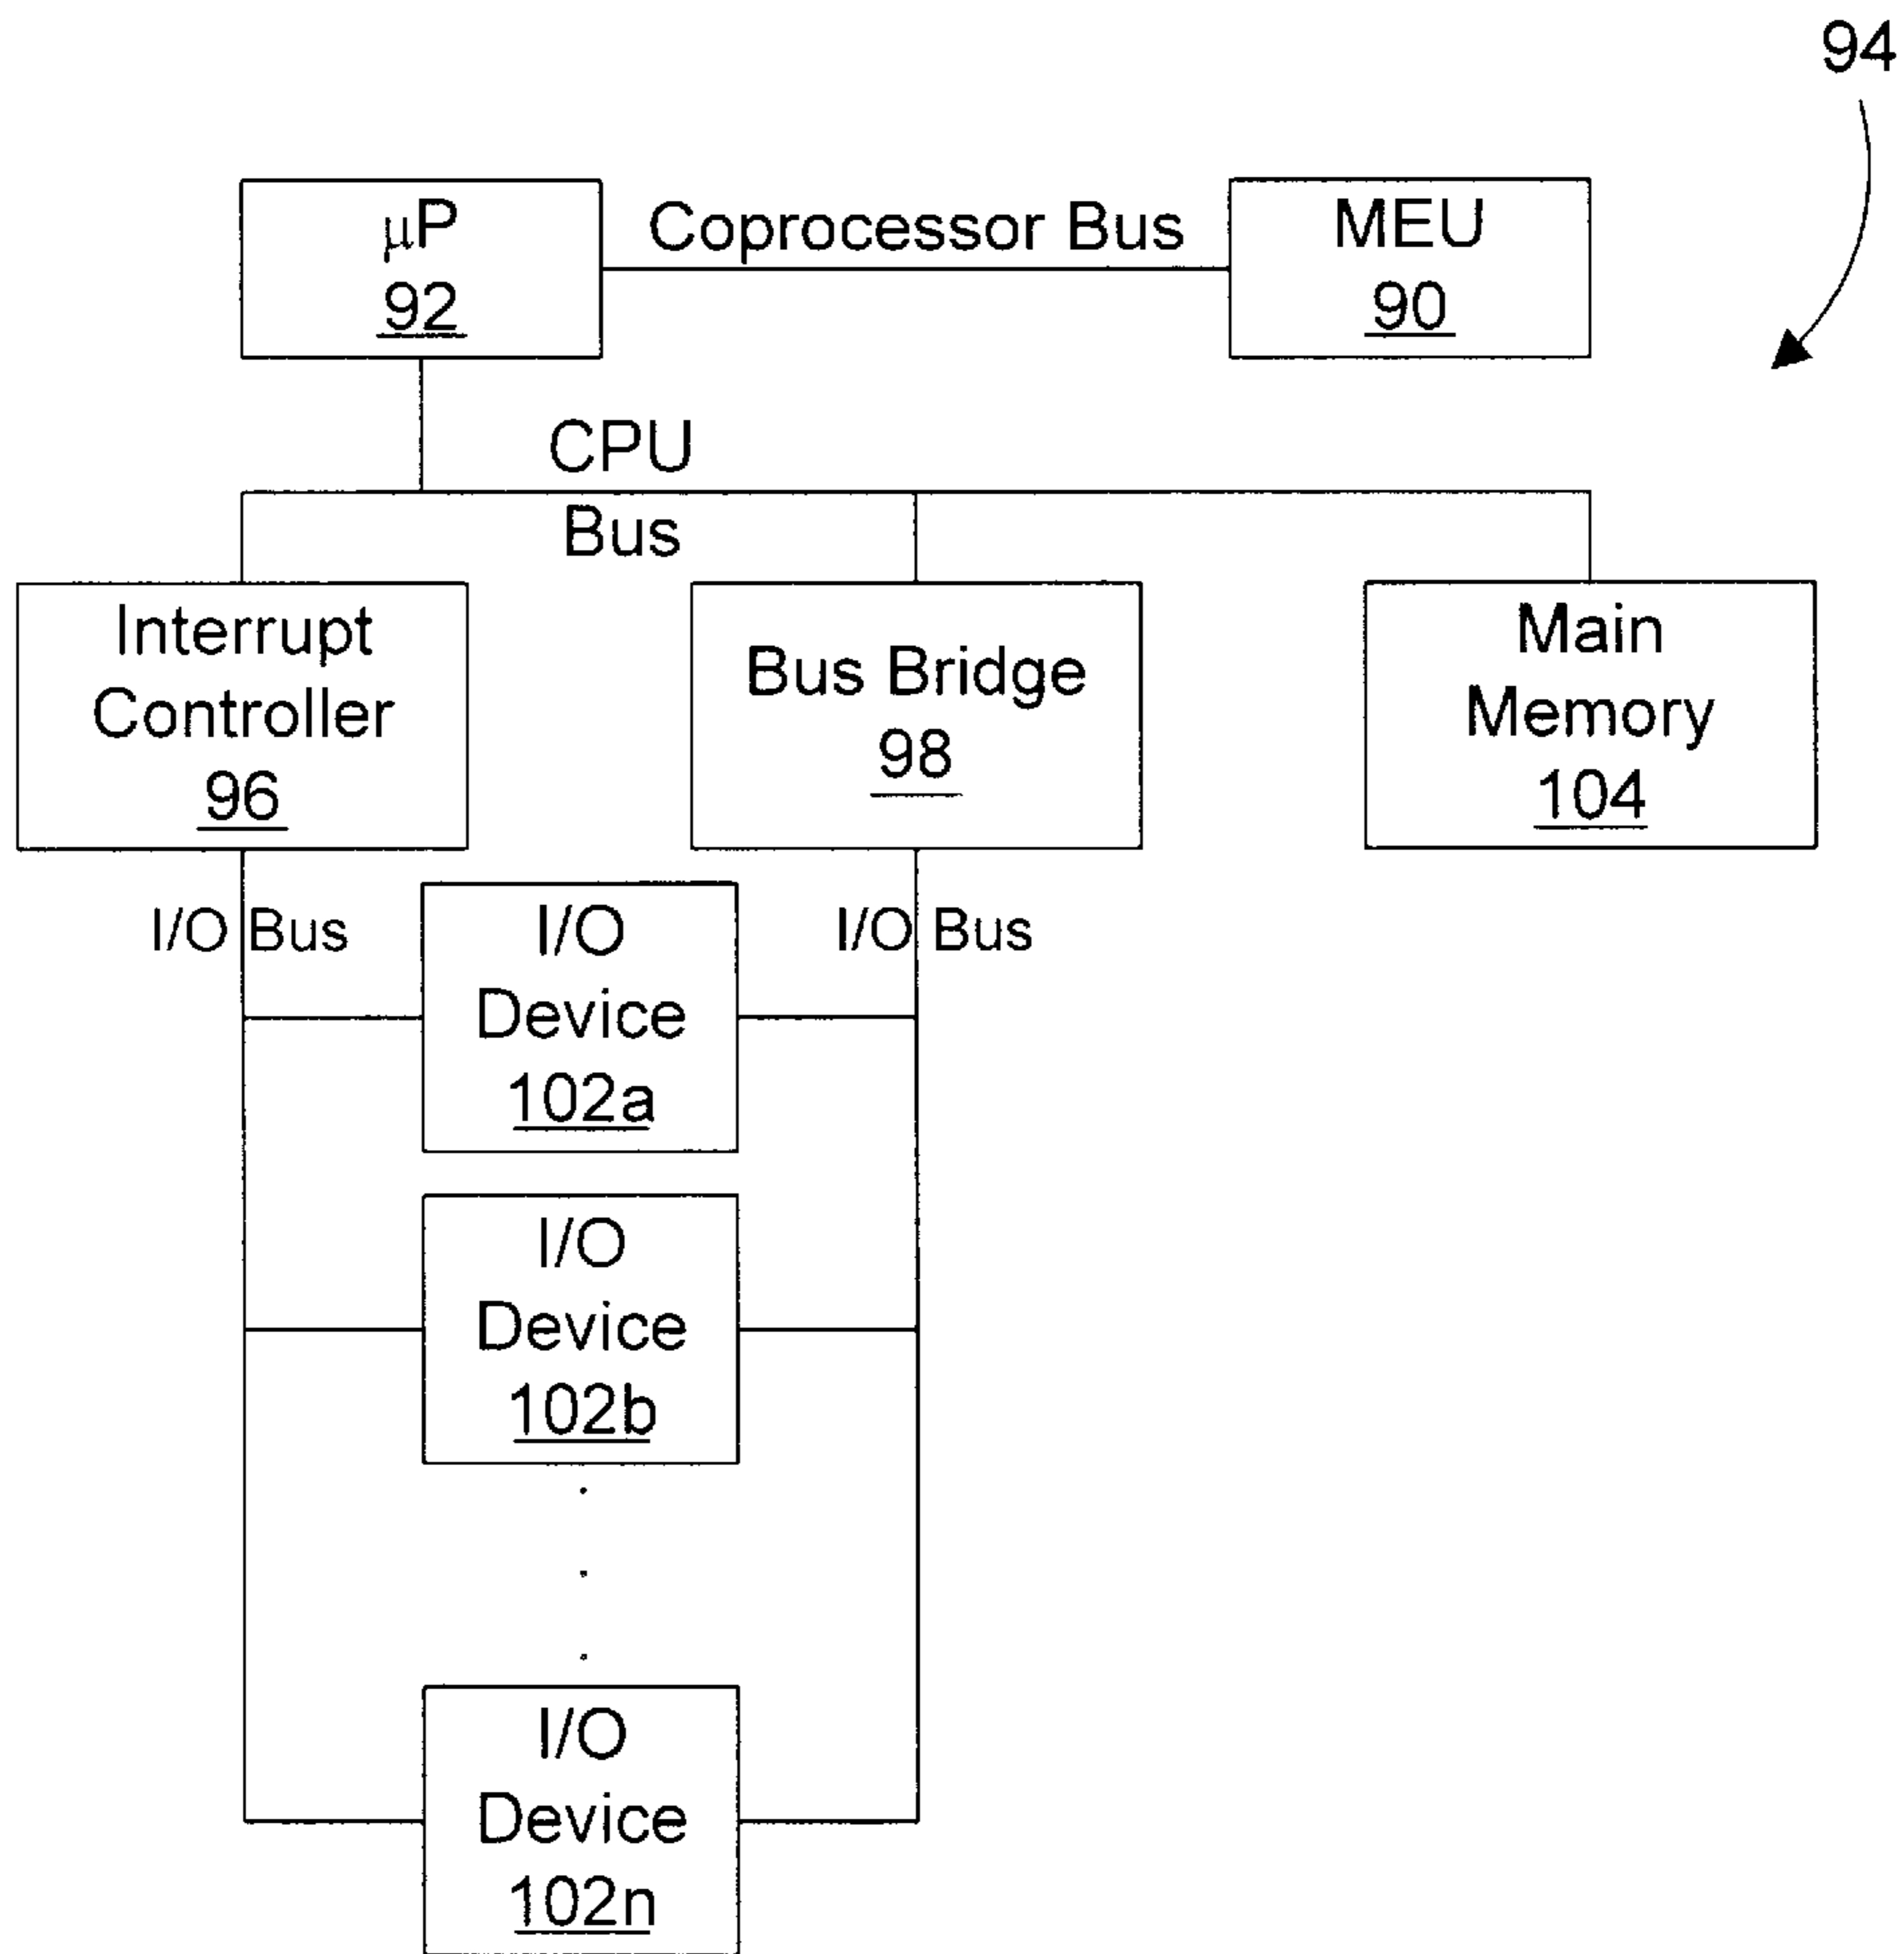 94
µP
92
Coprocessor Bus
MEU
90
CPU
Bus
Interrupt
Controller
96
Bus Bridge
98
Main
Memory
104
I/O Bus
I/O Bus
I/O
Device
102a
I/O
Device
102b
.
.
.
I/O
Device
102n